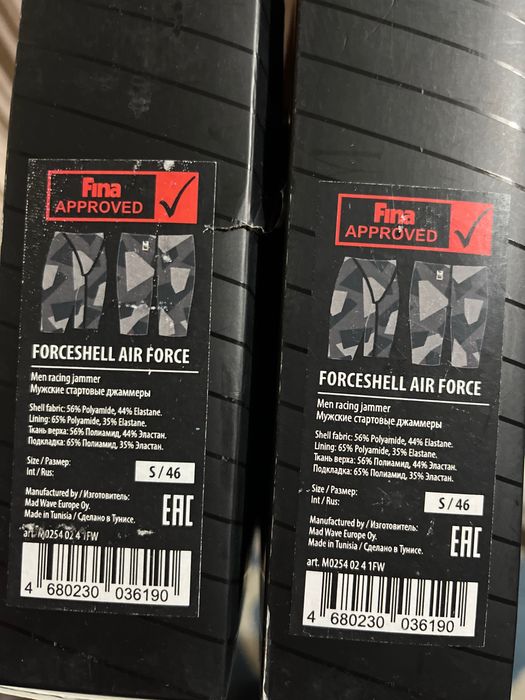 Fina
APPROVED
FORCESHELL AIR FORCE
Men racing jammer
Мужские стартовые джаммеры
Shell fabric: 56% Polyamide, 44% Elastane.
Lining: 65% Polyamide, 35% Elastane.
Ткань верха: 56% Полиамид, 44% Эластан.
Подкладка: 65% Полиамид, 35% Эластан.
Size / Размер:
Int / Rus:
S / 46
Manufactured by / Изготовитель:
Mad Wave Europe Oy.
Made in Tunisia / Сделано в Тунисе.
EAC
art. M0254 02 4 1FW
4 680230 036190
Fina
APPROVED
FORCESHELL AIR FORCE
Men racing jammer
Мужские стартовые джаммеры
Shell fabric: 56% Polyamide, 44% Elastane.
Lining: 65% Polyamide, 35% Elastane.
Ткань верха: 56% Полиамид, 44% Эластан.
Подкладка: 65% Полиамид, 35% Эластан.
Size / Размер:
Int / Rus:
S / 46
Manufactured by / Изготовитель:
Mad Wave Europe Oy.
Made in Tunisia / Сделано в Тунисе.
EAC
art. M0254 02 4 1FW
4 680230 036190